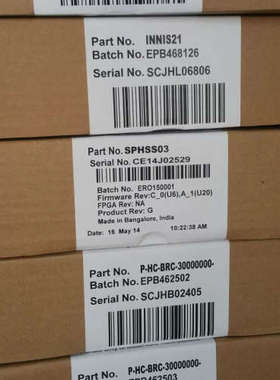 Part No. INNIS21
Batch No. EPB468126
Serial No. SCJHL06806
Part No. SPHSS03
Serial No. CE14J02529
Batch No. ERO150001
Firmware Rev: C_0(U6),A_1(U20)
FPGA Rev: NA
Product Rev: G
Made in Bangalore, India
Date: 16 May 14 10:22:38 AM
Part No. P-HC-BRC-30000000-
Batch No. EPB462502
Serial No. SCJHB02405
Part No. P-HC-BRC-30000000-
EPB462503